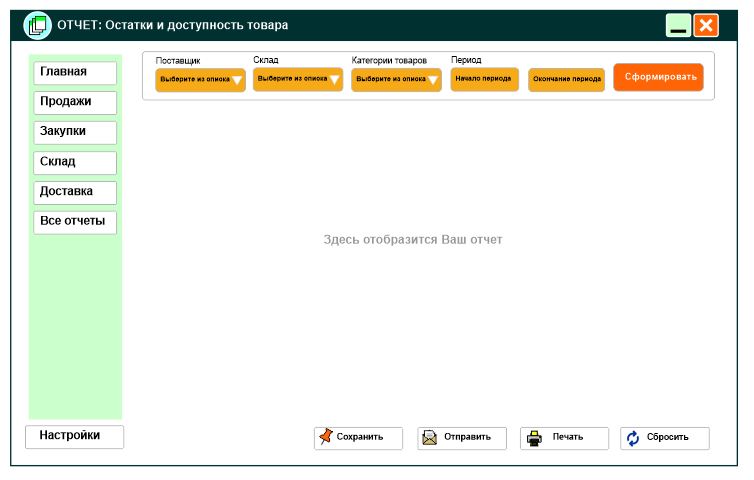 ОТЧЕТ: Остатки и доступность товара
Поставщик Склад Категории товаров Период
Выберите из списка Выберите из списка Выберите из списка Начало периода Окончание периода Сформировать
Главная
Продажи
Закупки
Склад
Доставка
Все отчеты
Здесь отобразится Ваш отчет
Настройки Сохранить Отправить Печать Сбросить